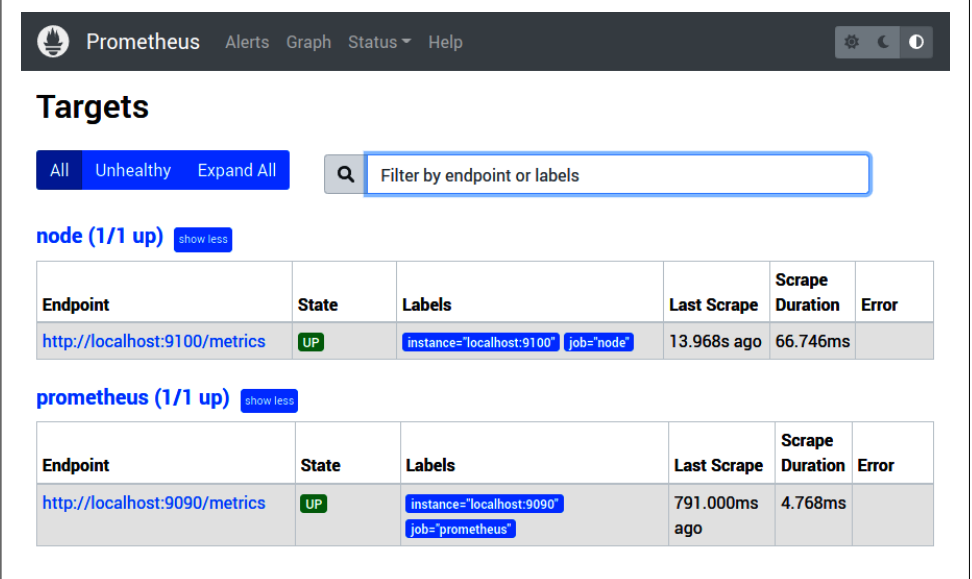 Prometheus Alerts Graph Status Help
Targets
All Unhealthy Expand All
Filter by endpoint or labels
node (1/1 up) show less
Endpoint State Labels Last Scrape Scrape Duration Error
http://localhost:9100/metrics UP instance="localhost:9100" job="node" 13.968s ago 66.746ms
prometheus (1/1 up) show less
Endpoint State Labels Last Scrape Scrape Duration Error
http://localhost:9090/metrics UP instance="localhost:9090" job="prometheus" 791.000ms ago 4.768ms